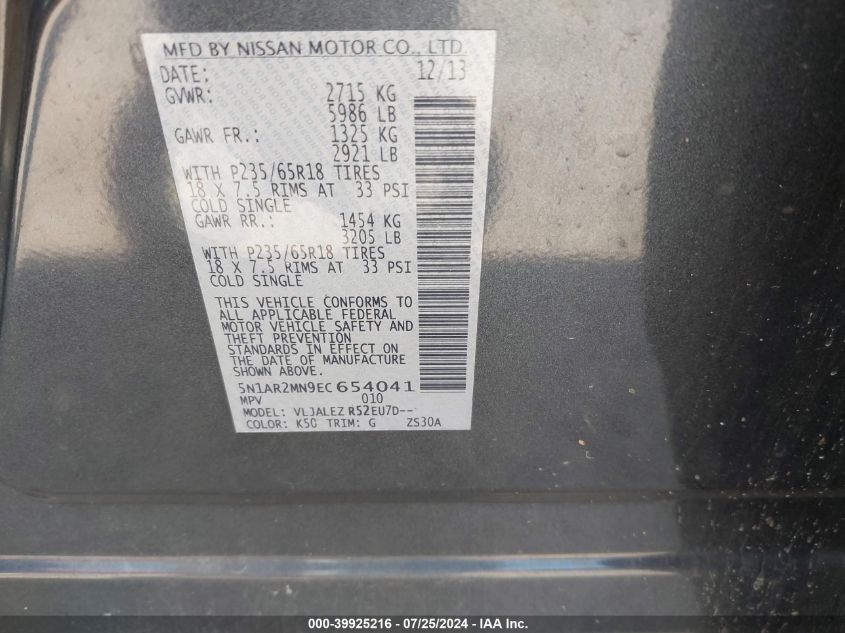 MFD BY NISSAN MOTOR CO., LTD
DATE: 12/13
GVWR: 2715 KG
5986 LB
GAWR FR.: 1325 KG
2921 LB
WITH P235/65R18 TIRES
18 X 7.5 RIMS AT 33 PSI
COLD SINGLE
GAWR RR.: 1454 KG
3205 LB
WITH P235/65R18 TIRES
18 X 7.5 RIMS AT 33 PSI
COLD SINGLE
THIS VEHICLE CONFORMS TO
ALL APPLICABLE FEDERAL
MOTOR VEHICLE SAFETY AND
THEFT PREVENTION
STANDARDS IN EFFECT ON
THE DATE OF MANUFACTURE
SHOWN ABOVE.
5N1AR2MN9EC654041
MPV 010
MODEL: VLJALEZ R52EU7D--
COLOR: K50 TRIM: G ZS30A
000-39925216 - 07/25/2024 - IAA Inc.